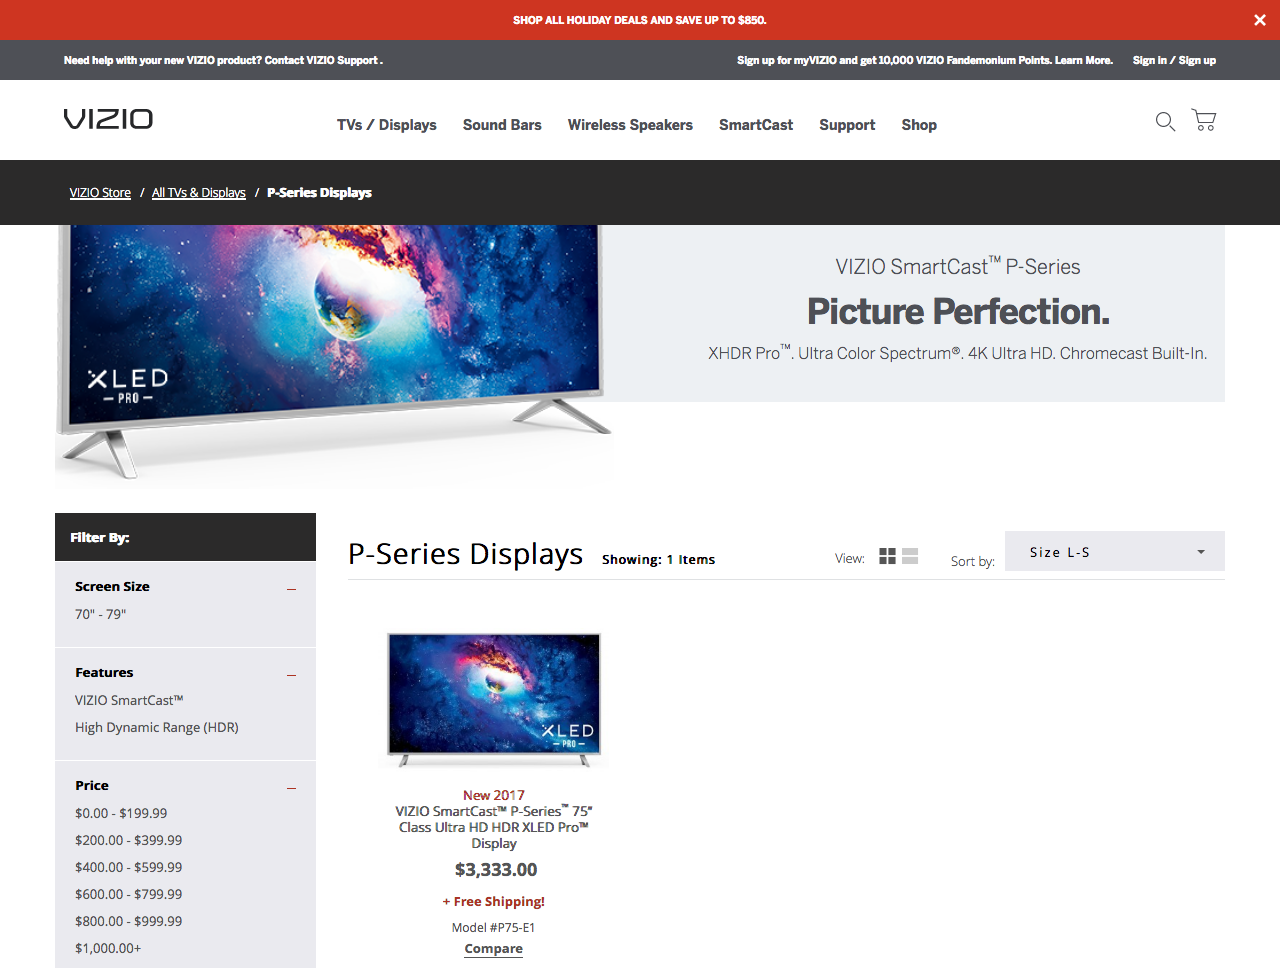 SHOP ALL HOLIDAY DEALS AND SAVE UP TO $850.
Need help with your new VIZIO product? Contact VIZIO Support .
Sign up for myVIZIO and get 10,000 VIZIO Fandemonium Points. Learn More.
Sign in / Sign up
VIZIO
TVs / Displays
Sound Bars
Wireless Speakers
SmartCast
Support
Shop
VIZIO Store / All TVs & Displays / P-Series Displays
VIZIO SmartCast™ P-Series
Picture Perfection.
XHDR Pro™. Ultra Color Spectrum®. 4K Ultra HD. Chromecast Built-In.
XLED
PRO
Filter By:
Screen Size
70" - 79"
Features
VIZIO SmartCast™
High Dynamic Range (HDR)
Price
$0.00 - $199.99
$200.00 - $399.99
$400.00 - $599.99
$600.00 - $799.99
$800.00 - $999.99
$1,000.00+
P-Series Displays
Showing: 1 Items
View:
Sort by:
Size L-S
XLED
PRO
New 2017
VIZIO SmartCast™ P-Series™ 75"
Class Ultra HD HDR XLED Pro™
Display
$3,333.00
+ Free Shipping!
Model #P75-E1
Compare